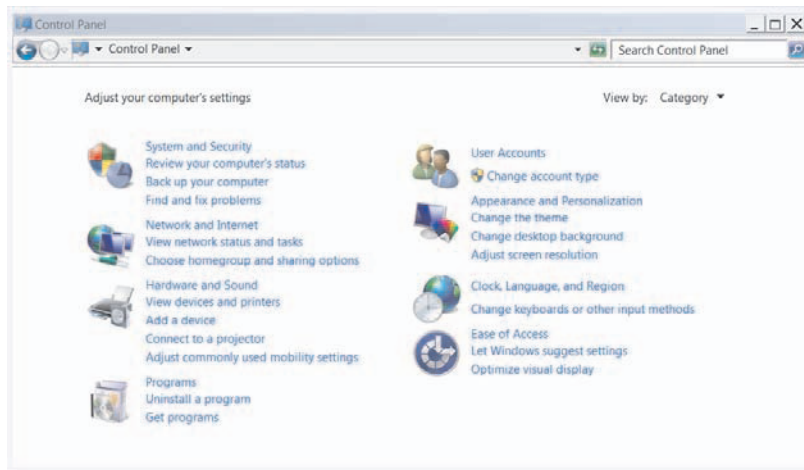 Control Panel
Control Panel
Search Control Panel
Adjust your computer's settings
View by: Category
System and Security
Review your computer's status
Back up your computer
Find and fix problems
Network and Internet
View network status and tasks
Choose homegroup and sharing options
Hardware and Sound
View devices and printers
Add a device
Connect to a projector
Adjust commonly used mobility settings
Programs
Uninstall a program
Get programs
User Accounts
Change account type
Appearance and Personalization
Change the theme
Change desktop background
Adjust screen resolution
Clock, Language, and Region
Change keyboards or other input methods
Ease of Access
Let Windows suggest settings
Optimize visual display